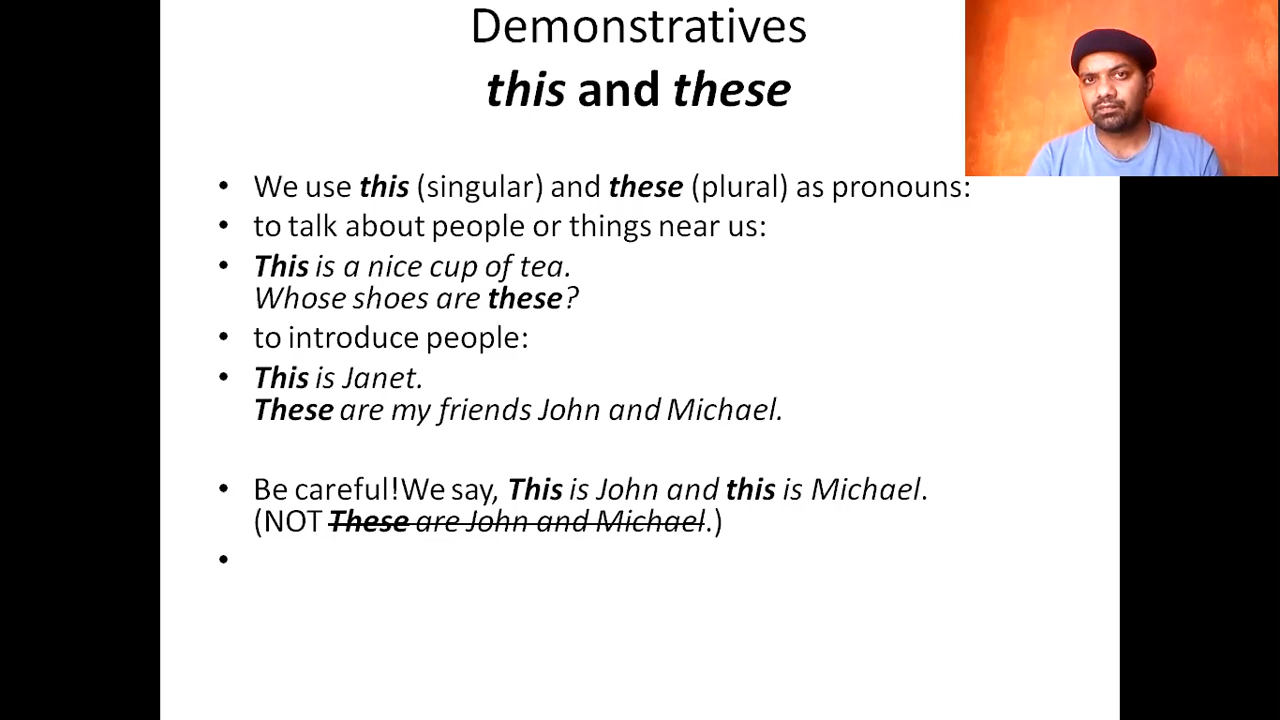 Demonstratives
this and these
• We use this (singular) and these (plural) as pronouns:
• to talk about people or things near us:
• This is a nice cup of tea.
Whose shoes are these?
• to introduce people:
• This is Janet.
These are my friends John and Michael.
• Be careful!We say, This is John and this is Michael.
(NOT These are John and Michael.)
•